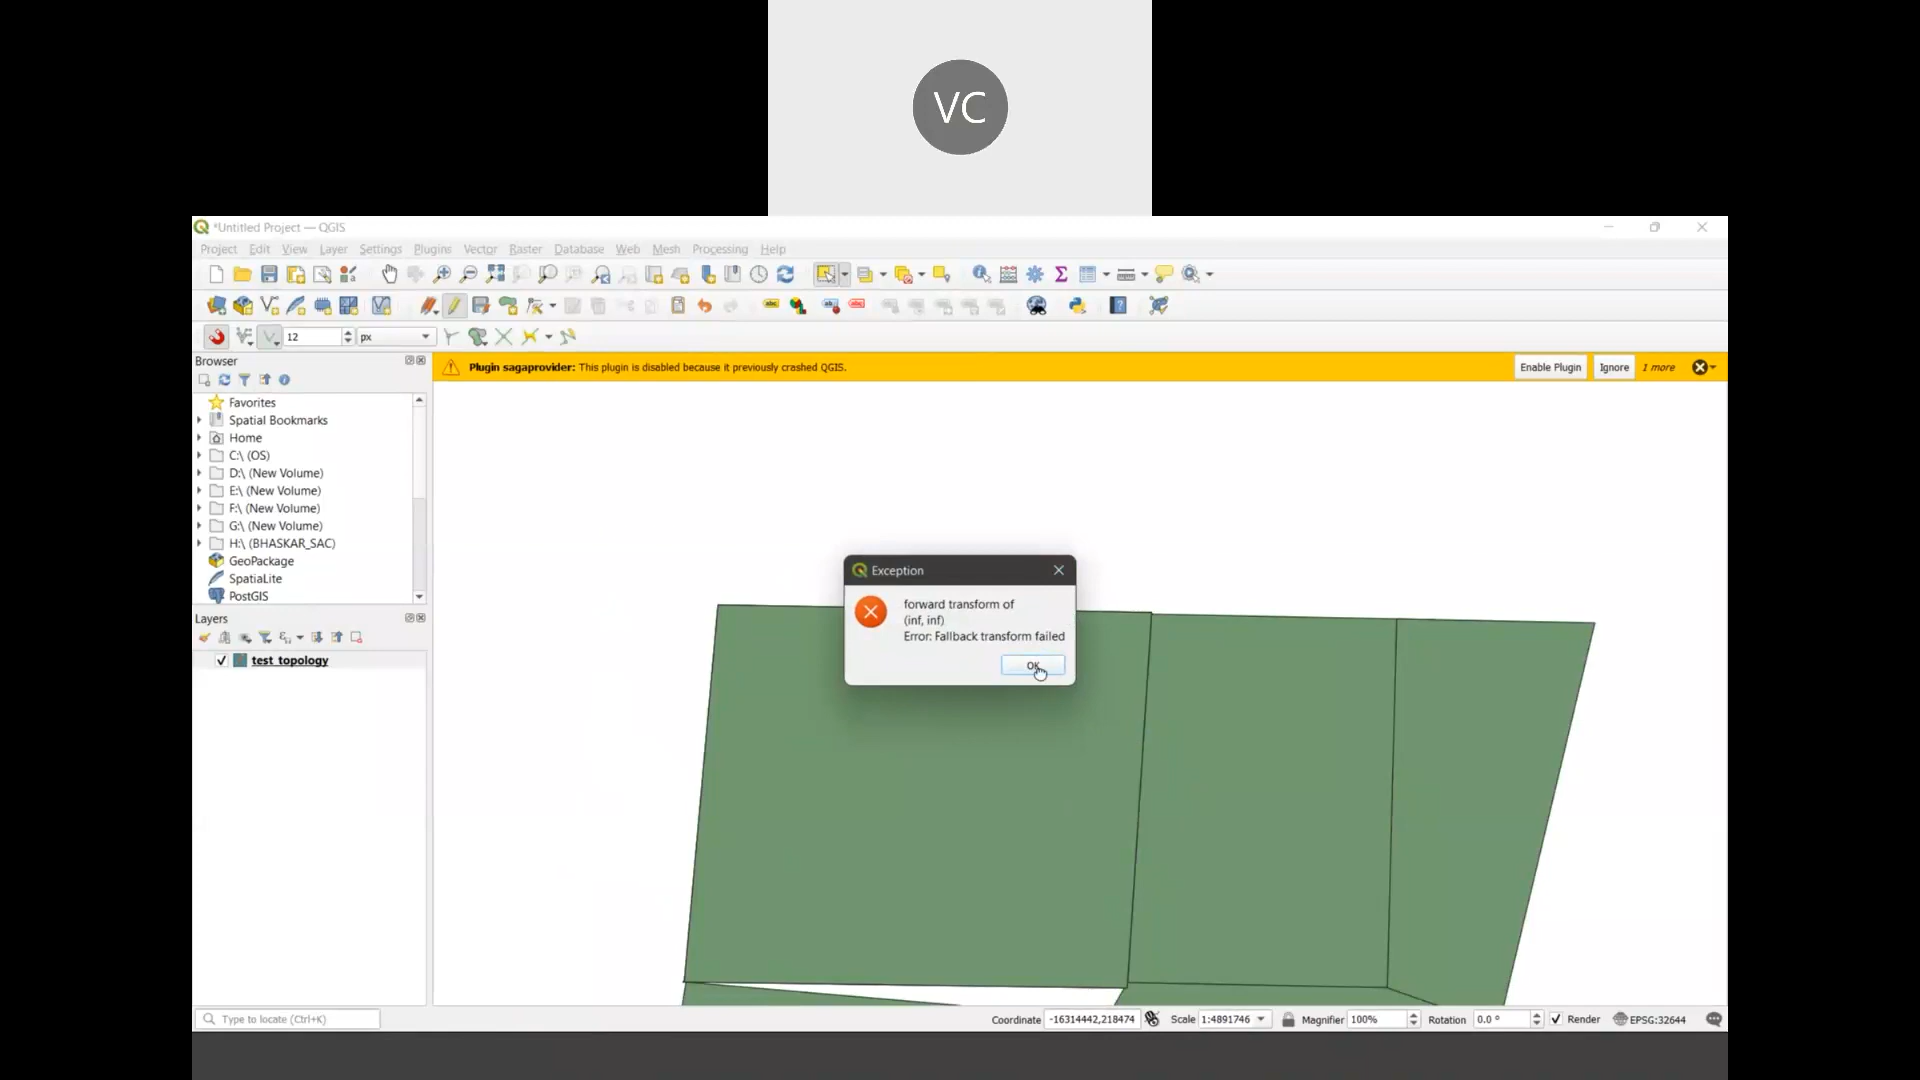 VC
*Untitled Project — QGIS
Project Edit View Layer Settings Plugins Vector Raster Database Web Mesh Processing Help
12 px
Browser
Plugin sagaprovider: This plugin is disabled because it previously crashed QGIS. Enable Plugin Ignore 1 more
Favorites
Spatial Bookmarks
Home
C:\ (OS)
D:\ (New Volume)
E:\ (New Volume)
F:\ (New Volume)
G:\ (New Volume)
H:\ (BHASKAR_SAC)
GeoPackage
SpatiaLite
PostGIS
Layers
test_topology
Exception
forward transform of
(inf, inf)
Error: Fallback transform failed
OK
Type to locate (Ctrl+K) Coordinate -16314442,218474 Scale 1:4891746 Magnifier 100% Rotation 0.0 ° Render EPSG:32644